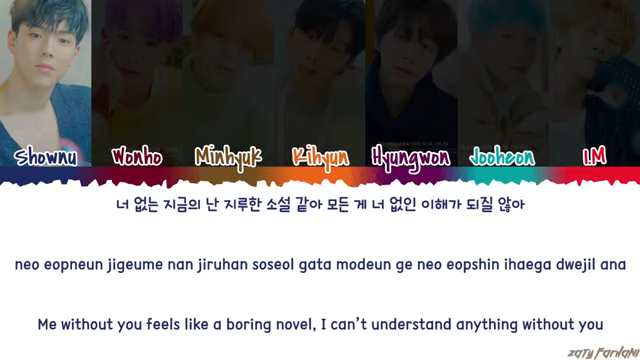 Shownu Wonho Minhyuk Kihyun Hyungwon Jooheon I.M
너 없는 지금의 난 지루한 소설 같아 모든 게 너 없인 이해가 되질 않아
neo eopneun jigeume nan jiruhan soseol gata modeun ge neo eopshin ihaega dwejil ana
Me without you feels like a boring novel, I can't understand anything without you
ZaTy FarhaNi